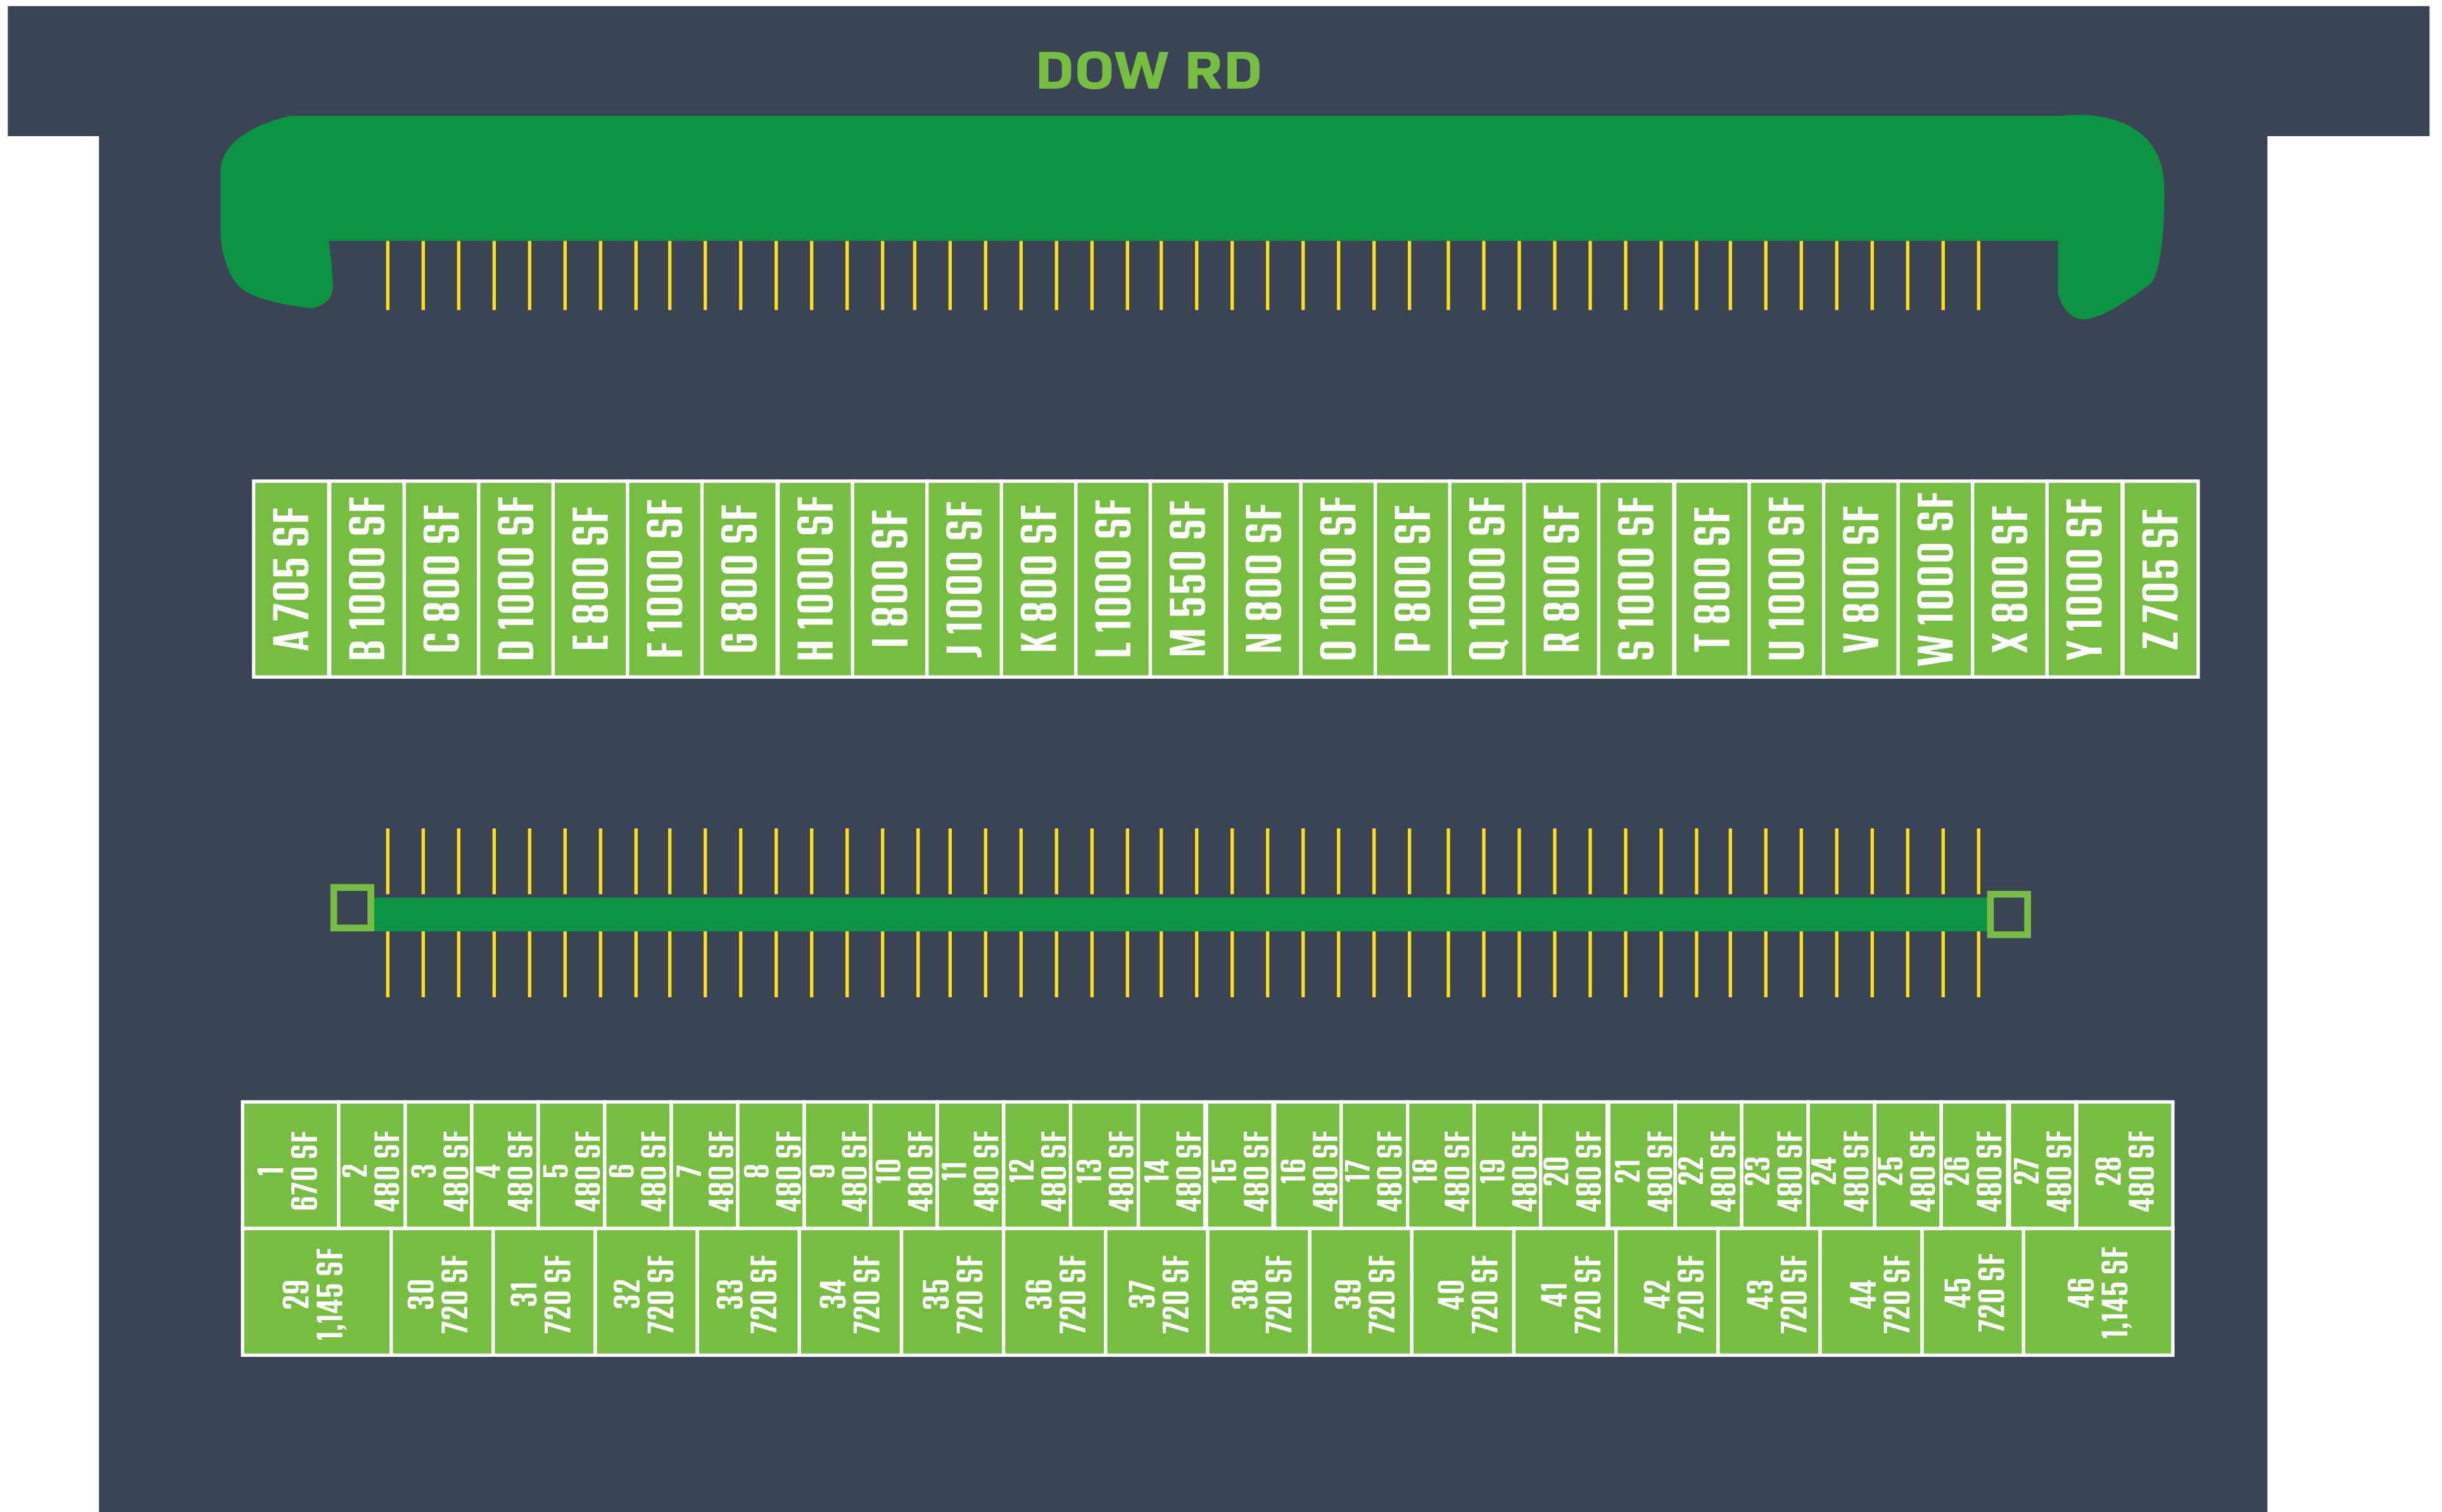 DOW RD
A 705 SF
B 1000 SF
C 800 SF
D 1000 SF
E 800 SF
F 1000 SF
G 800 SF
H 1000 SF
I 800 SF
J 1000 SF
K 800 SF
L 1000 SF
M 550 SF
N 800 SF
O 1000 SF
P 800 SF
Q 1000 SF
R 800 SF
S 1000 SF
T 800 SF
U 1000 SF
V 800 SF
W 1000 SF
X 800 SF
Y 1000 SF
Z 705 SF
1
670 SF
2
480 SF
3
480 SF
4
480 SF
5
480 SF
6
480 SF
7
480 SF
8
480 SF
9
480 SF
10
480 SF
11
480 SF
12
480 SF
13
480 SF
14
480 SF
15
480 SF
16
480 SF
17
480 SF
18
480 SF
19
480 SF
20
480 SF
21
480 SF
22
480 SF
23
480 SF
24
480 SF
25
480 SF
26
480 SF
27
480 SF
28
480 SF
29
1,145 SF
30
720 SF
31
720 SF
32
720 SF
33
720 SF
34
720 SF
35
720 SF
36
720 SF
37
720 SF
38
720 SF
39
720 SF
40
720 SF
41
720 SF
42
720 SF
43
720 SF
44
720 SF
45
720 SF
46
1,145 SF